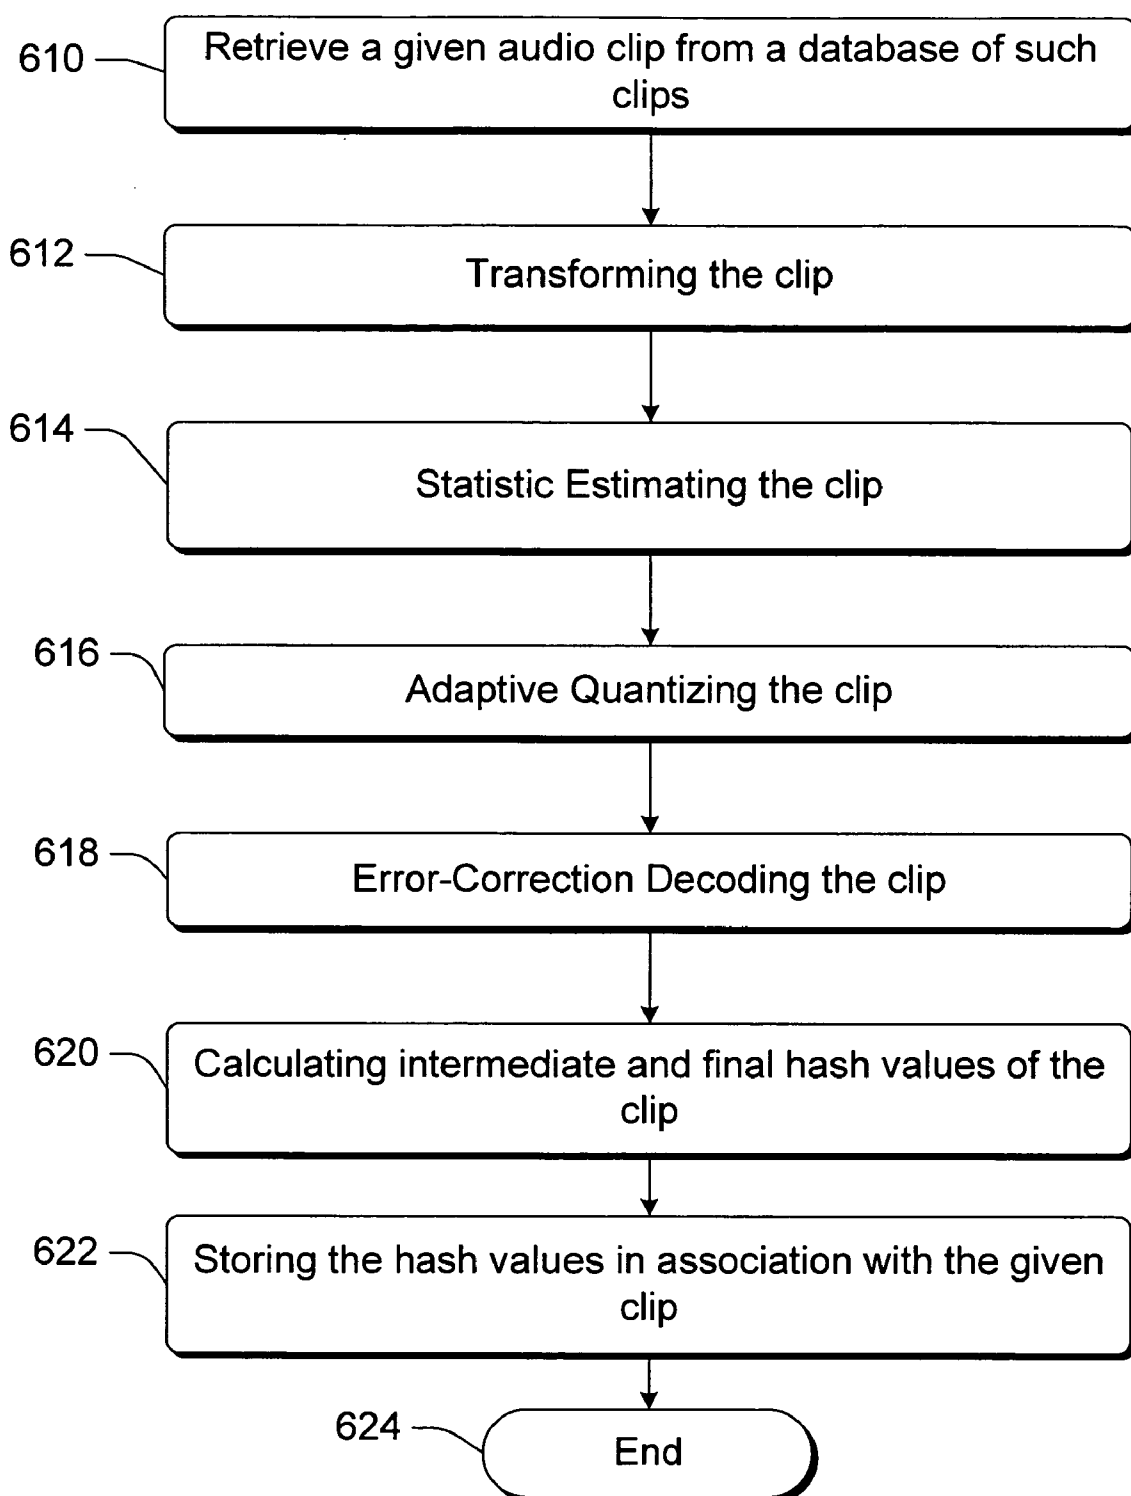 610
Retrieve a given audio clip from a database of such
clips
612
Transforming the clip
614
Statistic Estimating the clip
616
Adaptive Quantizing the clip
618
Error-Correction Decoding the clip
620
Calculating intermediate and final hash values of the
clip
622
Storing the hash values in association with the given
clip
624
End